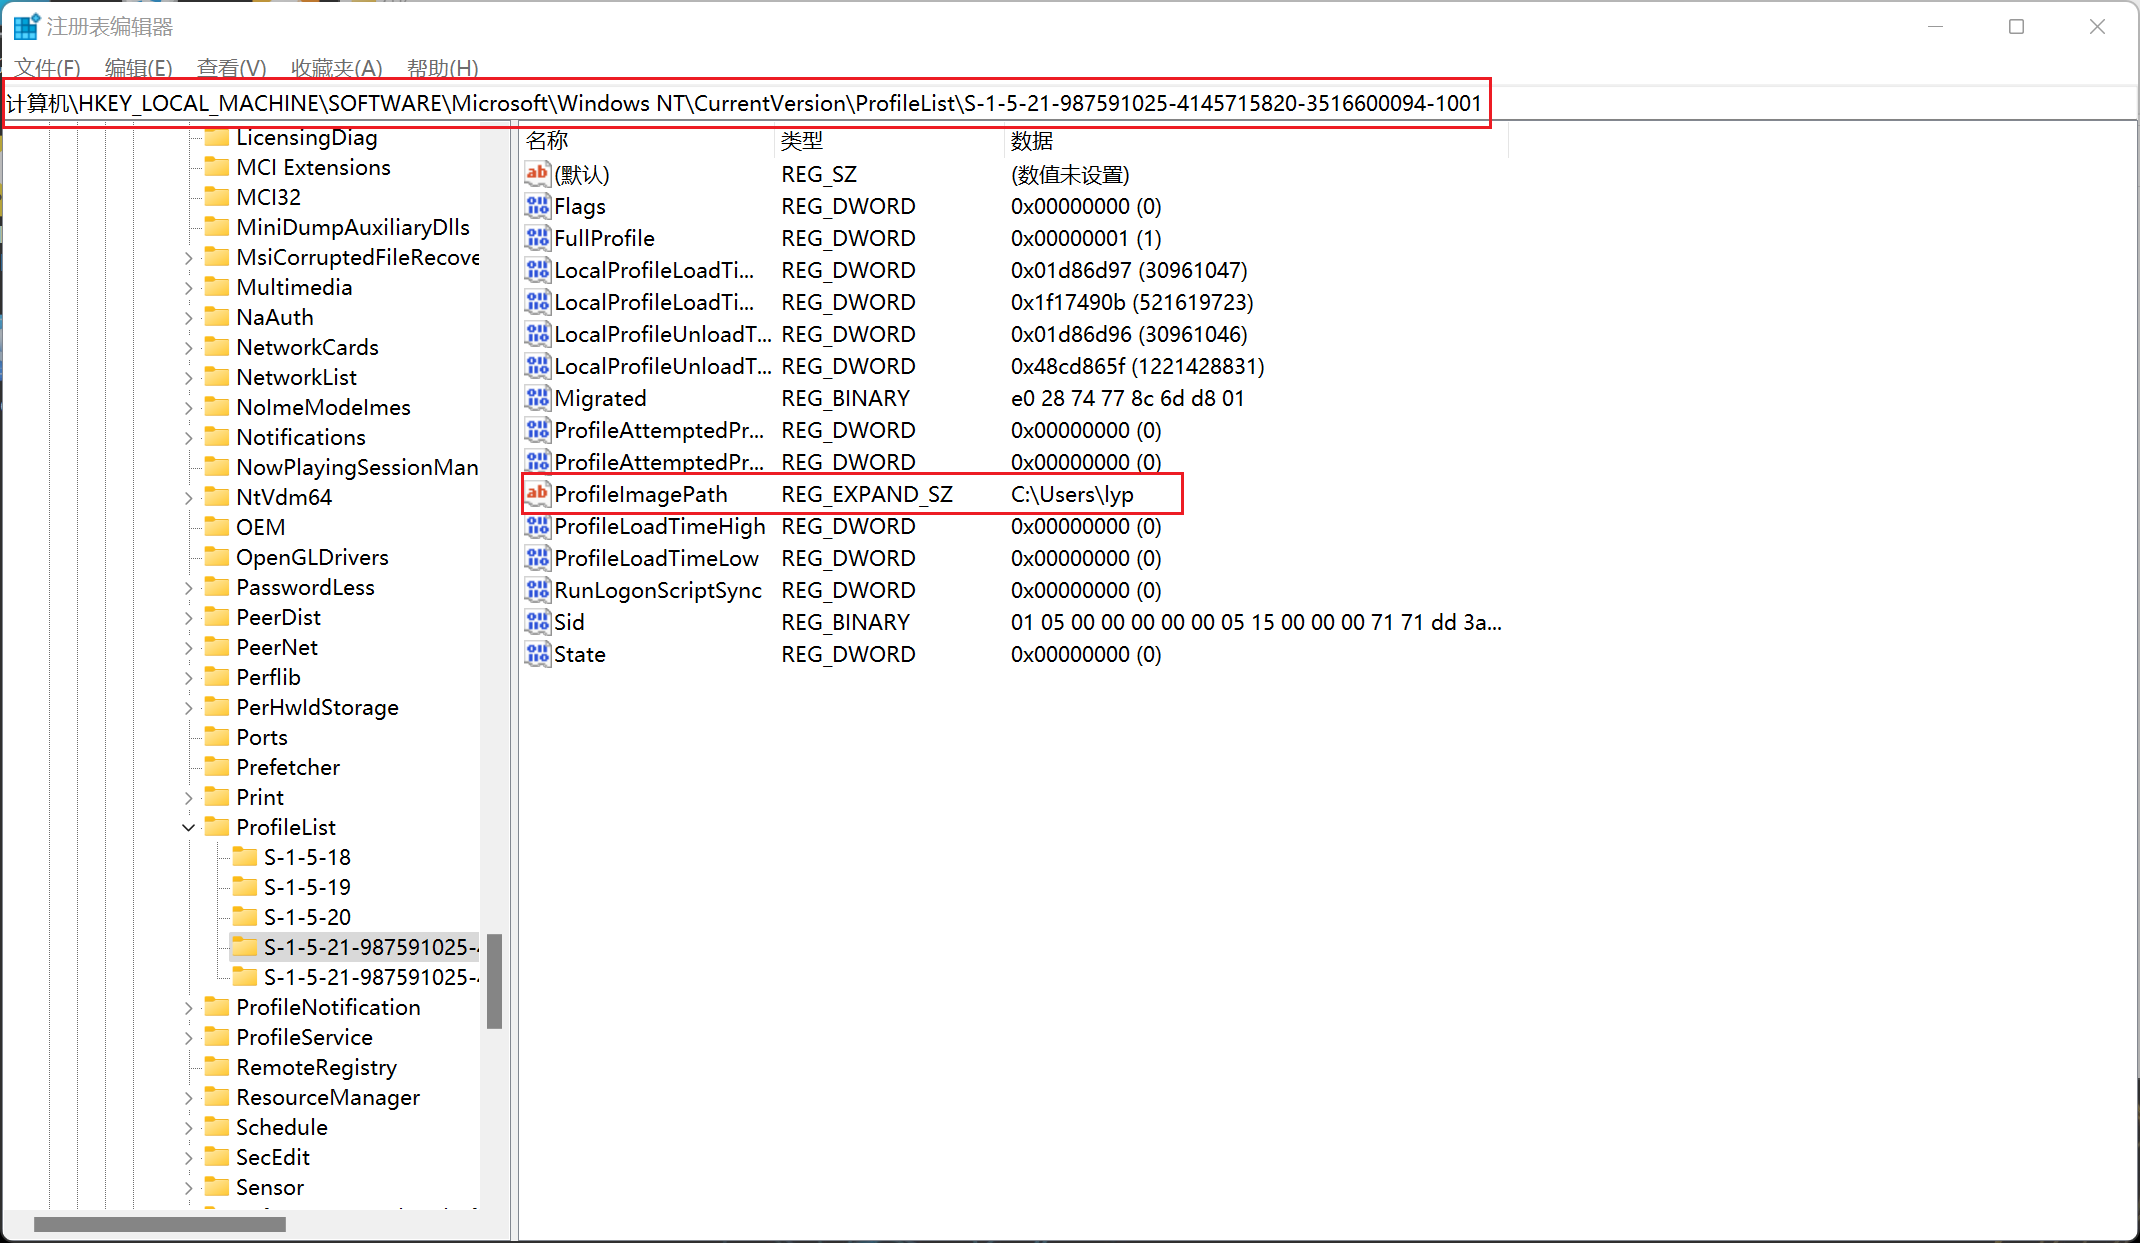 注册表编辑器
文件(F) 编辑(E) 查看(V) 收藏夹(A) 帮助(H)
计算机\HKEY_LOCAL_MACHINE\SOFTWARE\Microsoft\Windows NT\CurrentVersion\ProfileList\S-1-5-21-987591025-4145715820-3516600094-1001
LicensingDiag
MCI Extensions
MCI32
MiniDumpAuxiliaryDlls
MsiCorruptedFileRecove
Multimedia
NaAuth
NetworkCards
NetworkList
NoImeModeImes
Notifications
NowPlayingSessionMan
NtVdm64
OEM
OpenGLDrivers
PasswordLess
PeerDist
PeerNet
Perflib
PerHwIdStorage
Ports
Prefetcher
Print
ProfileList
S-1-5-18
S-1-5-19
S-1-5-20
S-1-5-21-987591025-4
S-1-5-21-987591025-4
ProfileNotification
ProfileService
RemoteRegistry
ResourceManager
Schedule
SecEdit
Sensor
名称 类型 数据
(默认) REG_SZ (数值未设置)
Flags REG_DWORD 0x00000000 (0)
FullProfile REG_DWORD 0x00000001 (1)
LocalProfileLoadTi... REG_DWORD 0x01d86d97 (30961047)
LocalProfileLoadTi... REG_DWORD 0x1f17490b (521619723)
LocalProfileUnloadT... REG_DWORD 0x01d86d96 (30961046)
LocalProfileUnloadT... REG_DWORD 0x48cd865f (1221428831)
Migrated REG_BINARY e0 28 74 77 8c 6d d8 01
ProfileAttemptedPr... REG_DWORD 0x00000000 (0)
ProfileAttemptedPr... REG_DWORD 0x00000000 (0)
ProfileImagePath REG_EXPAND_SZ C:\Users\lyp
ProfileLoadTimeHigh REG_DWORD 0x00000000 (0)
ProfileLoadTimeLow REG_DWORD 0x00000000 (0)
RunLogonScriptSync REG_DWORD 0x00000000 (0)
Sid REG_BINARY 01 05 00 00 00 00 00 05 15 00 00 00 71 71 dd 3a...
State REG_DWORD 0x00000000 (0)